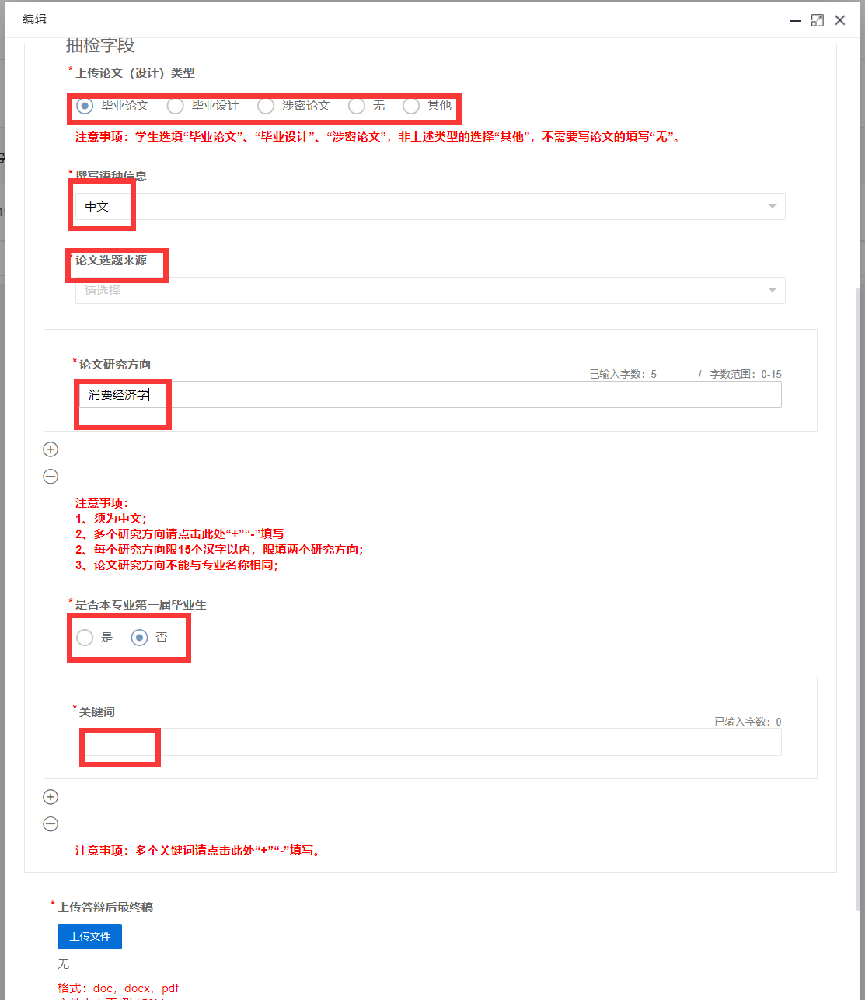 编辑
抽检字段
*上传论文（设计）类型
毕业论文 毕业设计 涉密论文 无 其他
注意事项：学生选填“毕业论文”、“毕业设计”、“涉密论文”，非上述类型的选择“其他”，不需要写论文的填写“无”。
*撰写语种信息
中文
*论文选题来源
请选择
*论文研究方向
已输入字数：5 / 字数范围：0-15
消费经济学
注意事项：
1、须为中文；
2、多个研究方向请点击此处“+”“-”填写
2、每个研究方向限15个汉字以内，限填两个研究方向；
3、论文研究方向不能与专业名称相同；
*是否本专业第一届毕业生
是 否
*关键词
已输入字数：0
注意事项：多个关键词请点击此处“+”“-”填写。
*上传答辩后最终稿
上传文件
无
格式：doc，docx，pdf